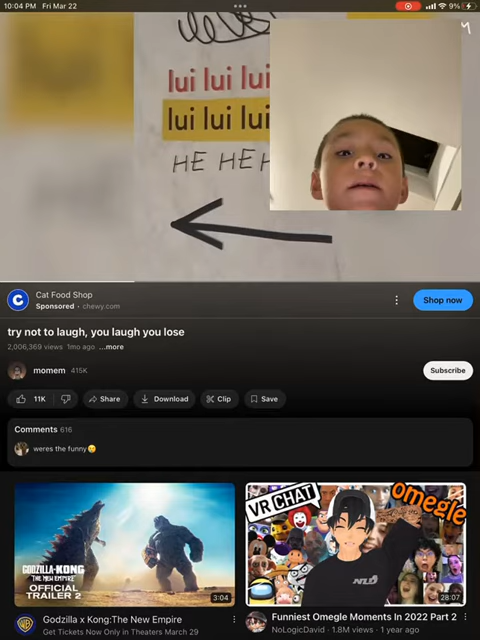 10:04 PM Fri Mar 22
9%
lui lui lui
lui lui lui
HE HE
C
Cat Food Shop
Sponsored • chewy.com
Shop now
try not to laugh, you laugh you lose
2,006,369 views 1mo ago ...more
momem 415K
Subscribe
11K
Share
Download
Clip
Save
Comments 616
weres the funny😢
GODZILLA x KONG
THE NEW EMPIRE
OFFICIAL
TRAILER 2
3:04
WB
Godzilla x Kong:The New Empire
Get Tickets Now Only in Theaters March 29
VR CHAT
omegle
28:07
Funniest Omegle Moments In 2022 Part 2
NoLogicDavid · 1.8M views · 1 year ago